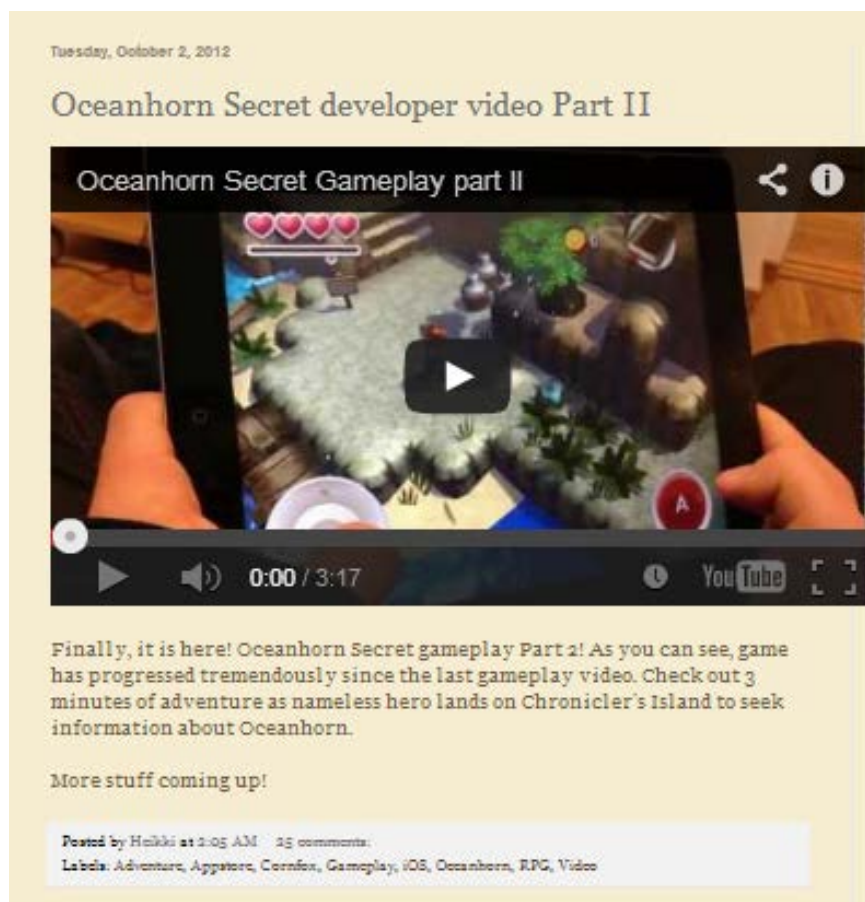 Tuesday, October 2, 2012
Oceanhorn Secret developer video Part II
Oceanhorn Secret Gameplay part II
A
0:00 / 3:17
YouTube
Finally, it is here! Oceanhorn Secret gameplay Part 2! As you can see, game
has progressed tremendously since the last gameplay video. Check out 3
minutes of adventure as nameless hero lands on Chronicler's Island to seek
information about Oceanhorn.
More stuff coming up!
Posted by Heikki at 2:05 AM 25 comments:
Labels: Adventure, Appstore, Cornfox, Gameplay, iOS, Oceanhorn, RPG, Video